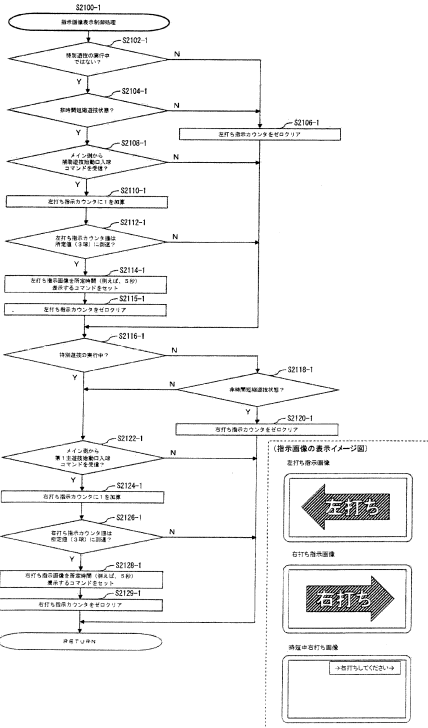 S2100-1
指示画像表示制御処理
S2102-1
特別遊技の実行中
ではない?
N
Y
S2104-1
非時間短縮遊技状態?
N
Y
S2106-1
左打ち指示カウンタをゼロクリア
S2108-1
メイン側から
補助遊技始動口入球
コマンドを受信?
N
Y
S2110-1
左打ち指示カウンタに1を加算
S2112-1
左打ち指示カウンタ値は
所定値(3球)に到達?
N
Y
S2114-1
左打ち指示画像を所定時間(例えば、5秒)
表示するコマンドをセット
S2115-1
左打ち指示カウンタをゼロクリア
S2116-1
特別遊技の実行中?
N
Y
S2118-1
非時間短縮遊技状態?
N
Y
S2120-1
右打ち指示カウンタをゼロクリア
S2122-1
メイン側から
第1主遊技始動口入球
コマンドを受信?
N
Y
S2124-1
右打ち指示カウンタに1を加算
S2126-1
右打ち指示カウンタ値は
所定値(3球)に到達?
N
Y
S2128-1
右打ち指示画像を所定時間(例えば、5秒)
表示するコマンドをセット
S2129-1
右打ち指示カウンタをゼロクリア
RETURN
(指示画像の表示イメージ図)
左打ち指示画像
左打ち
右打ち指示画像
右打ち
時短中右打ち画像
→右打ちしてください→